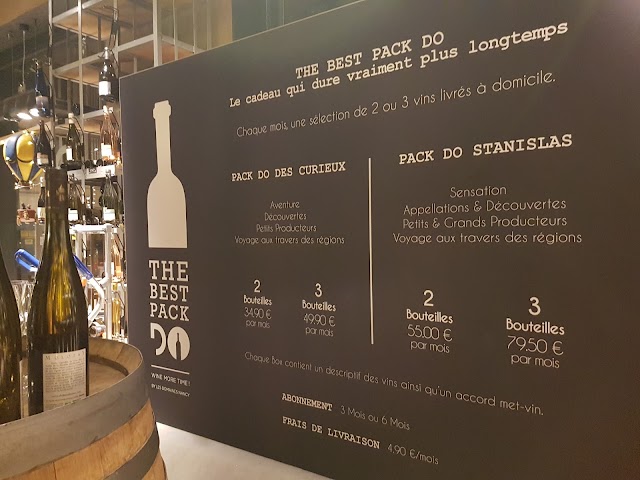 THE BEST PACK DO
Le cadeau qui dure vraiment plus longtemps
Chaque mois, une sélection de 2 ou 3 vins livrés à domicile.
PACK DO DES CURIEUX
Aventure
Découvertes
Petits Producteurs
Voyage aux travers des régions
2
Bouteilles
34.90 €
par mois
3
Bouteilles
49.90 €
par mois
PACK DO STANISLAS
Sensation
Appellations & Découvertes
Petits & Grands Producteurs
Voyage aux travers des régions
2
Bouteilles
55.00 €
par mois
3
Bouteilles
79.50 €
par mois
Chaque Box contient un descriptif des vins ainsi qu'un accord met-vin.
ABONNEMENT 3 Mois ou 6 Mois
FRAIS DE LIVRAISON 4.90 €/mois
THE
BEST
PACK
DO
WINE MORE TIME!
BY LES DOMAINES NANCY